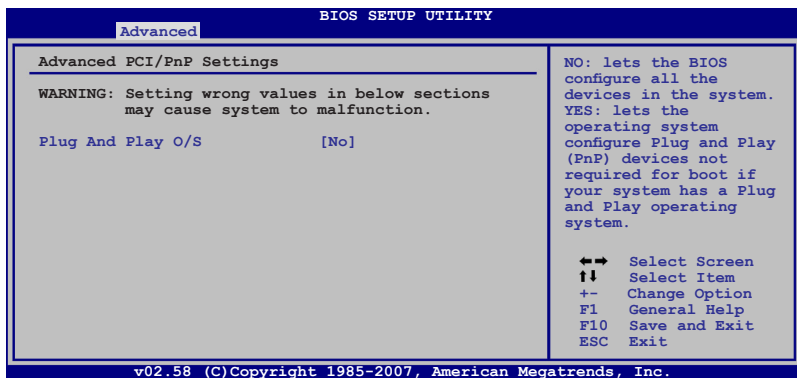 BIOS SETUP UTILITY
Advanced
Advanced PCI/PnP Settings
WARNING: Setting wrong values in below sections
may cause system to malfunction.
Plug And Play O/S [No]
NO: lets the BIOS
configure all the
devices in the system.
YES: lets the
operating system
configure Plug and Play
(PnP) devices not
required for boot if
your system has a Plug
and Play operating
system.
←→ Select Screen
↑↓ Select Item
+- Change Option
F1 General Help
F10 Save and Exit
ESC Exit
v02.58 (C)Copyright 1985-2007, American Megatrends, Inc.